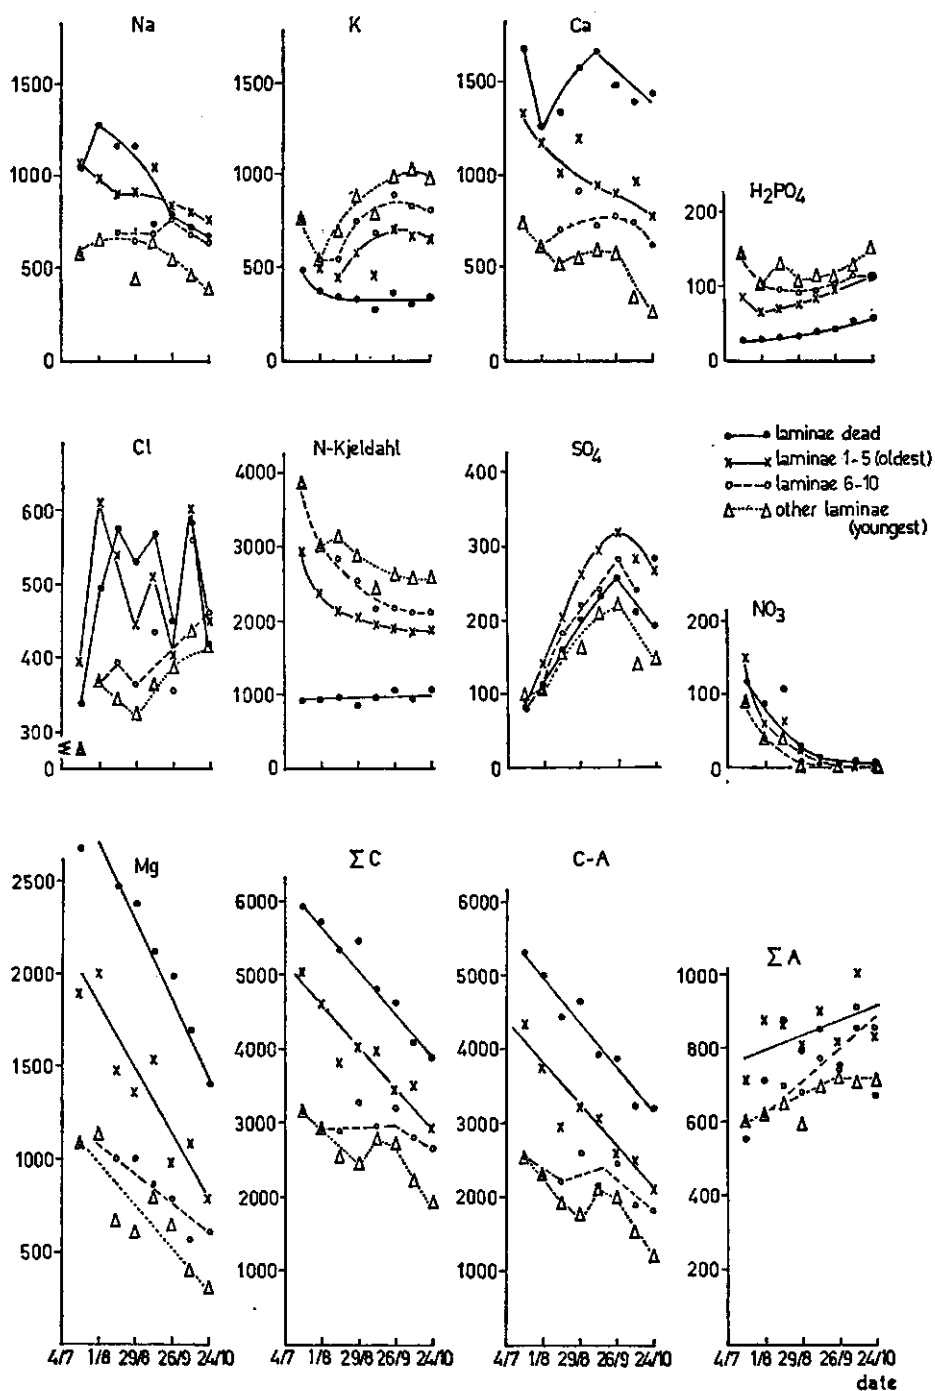 Na
K
Ca
1500
1000
500
0
1500
1000
500
0
1500
1000
500
0
H₂PO₄
200
100
0
Cl
N-Kjeldahl
SO₄
600
500
400
300
0
4000
3000
2000
1000
0
400
300
200
100
0
laminae dead
laminae 1-5 (oldest)
laminae 6-10
other laminae
(youngest)
NO₃
200
100
0
Mg
ΣC
C-A
2500
2000
1500
1000
500
6000
5000
4000
3000
2000
1000
6000
5000
4000
3000
2000
1000
ΣA
1000
800
600
400
200
4/7 1/8 29/8 26/9 24/10
4/7 1/8 29/8 26/9 24/10
4/7 1/8 29/8 26/9 24/10
4/7 1/8 29/8 26/9 24/10
date